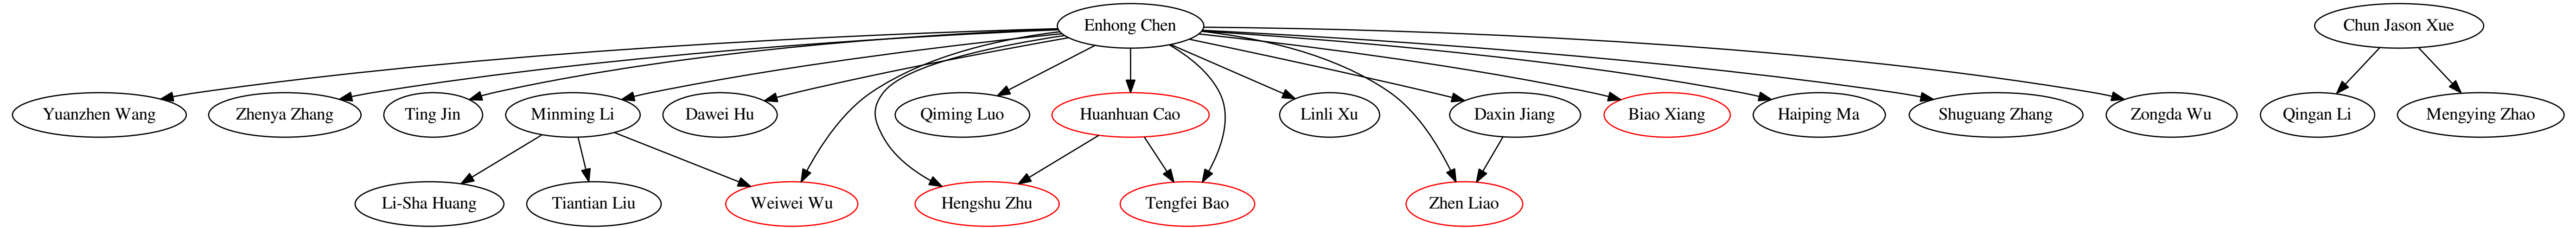 Enhong Chen
Chun Jason Xue
Yuanzhen Wang
Zhenya Zhang
Ting Jin
Minming Li
Dawei Hu
Qiming Luo
Huanhuan Cao
Linli Xu
Daxin Jiang
Biao Xiang
Haiping Ma
Shuguang Zhang
Zongda Wu
Qingan Li
Mengying Zhao
Li-Sha Huang
Tiantian Liu
Weiwei Wu
Hengshu Zhu
Tengfei Bao
Zhen Liao